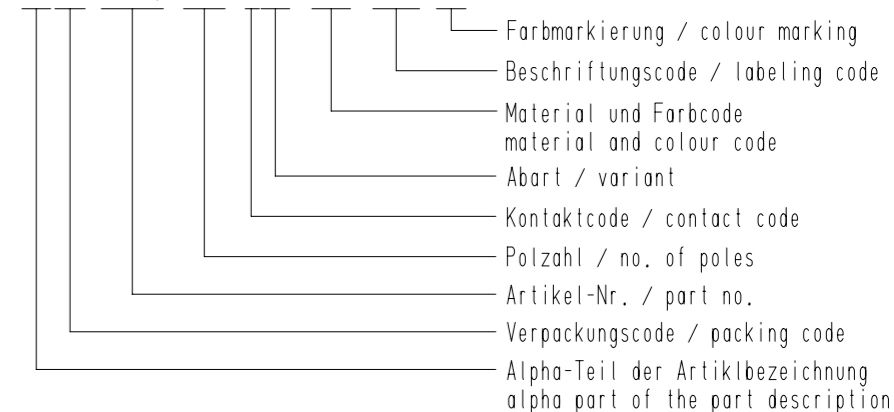 Farbmarkierung / colour marking
Beschriftungscode / labeling code
Material und Farbcode
material and colour code
Abart / variant
Kontaktcode / contact code
Polzahl / no. of poles
Artikel-Nr. / part no.
Verpackungscode / packing code
Alpha-Teil der Artiklbezeichnung
alpha part of the part description